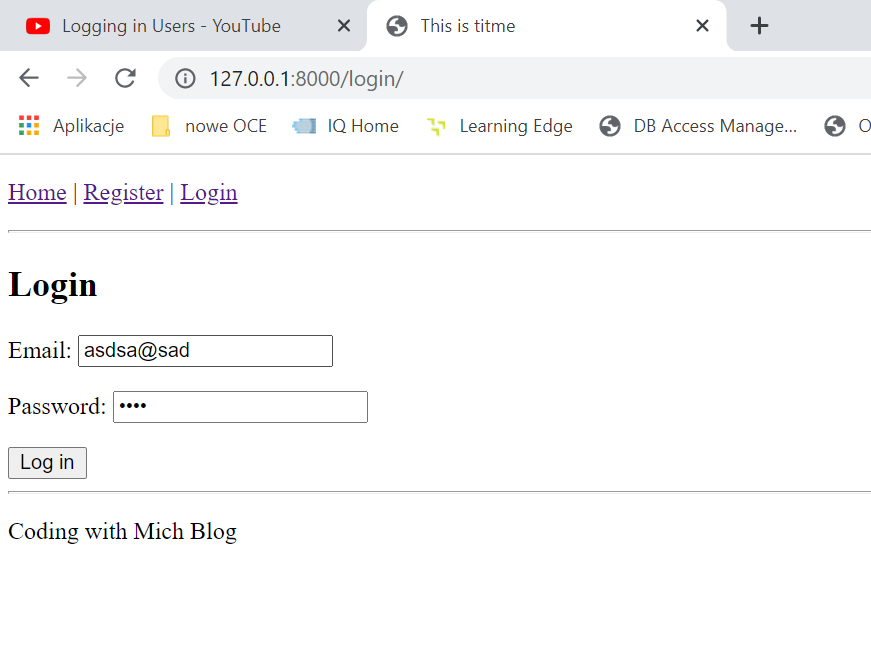 Logging in Users - YouTube
This is titme
127.0.0.1:8000/login/
Aplikacje nowe OCE IQ Home Learning Edge DB Access Manage... O
Home | Register | Login
Login
Email: asdsa@sad
Password: ••••
Log in
Coding with Mich Blog